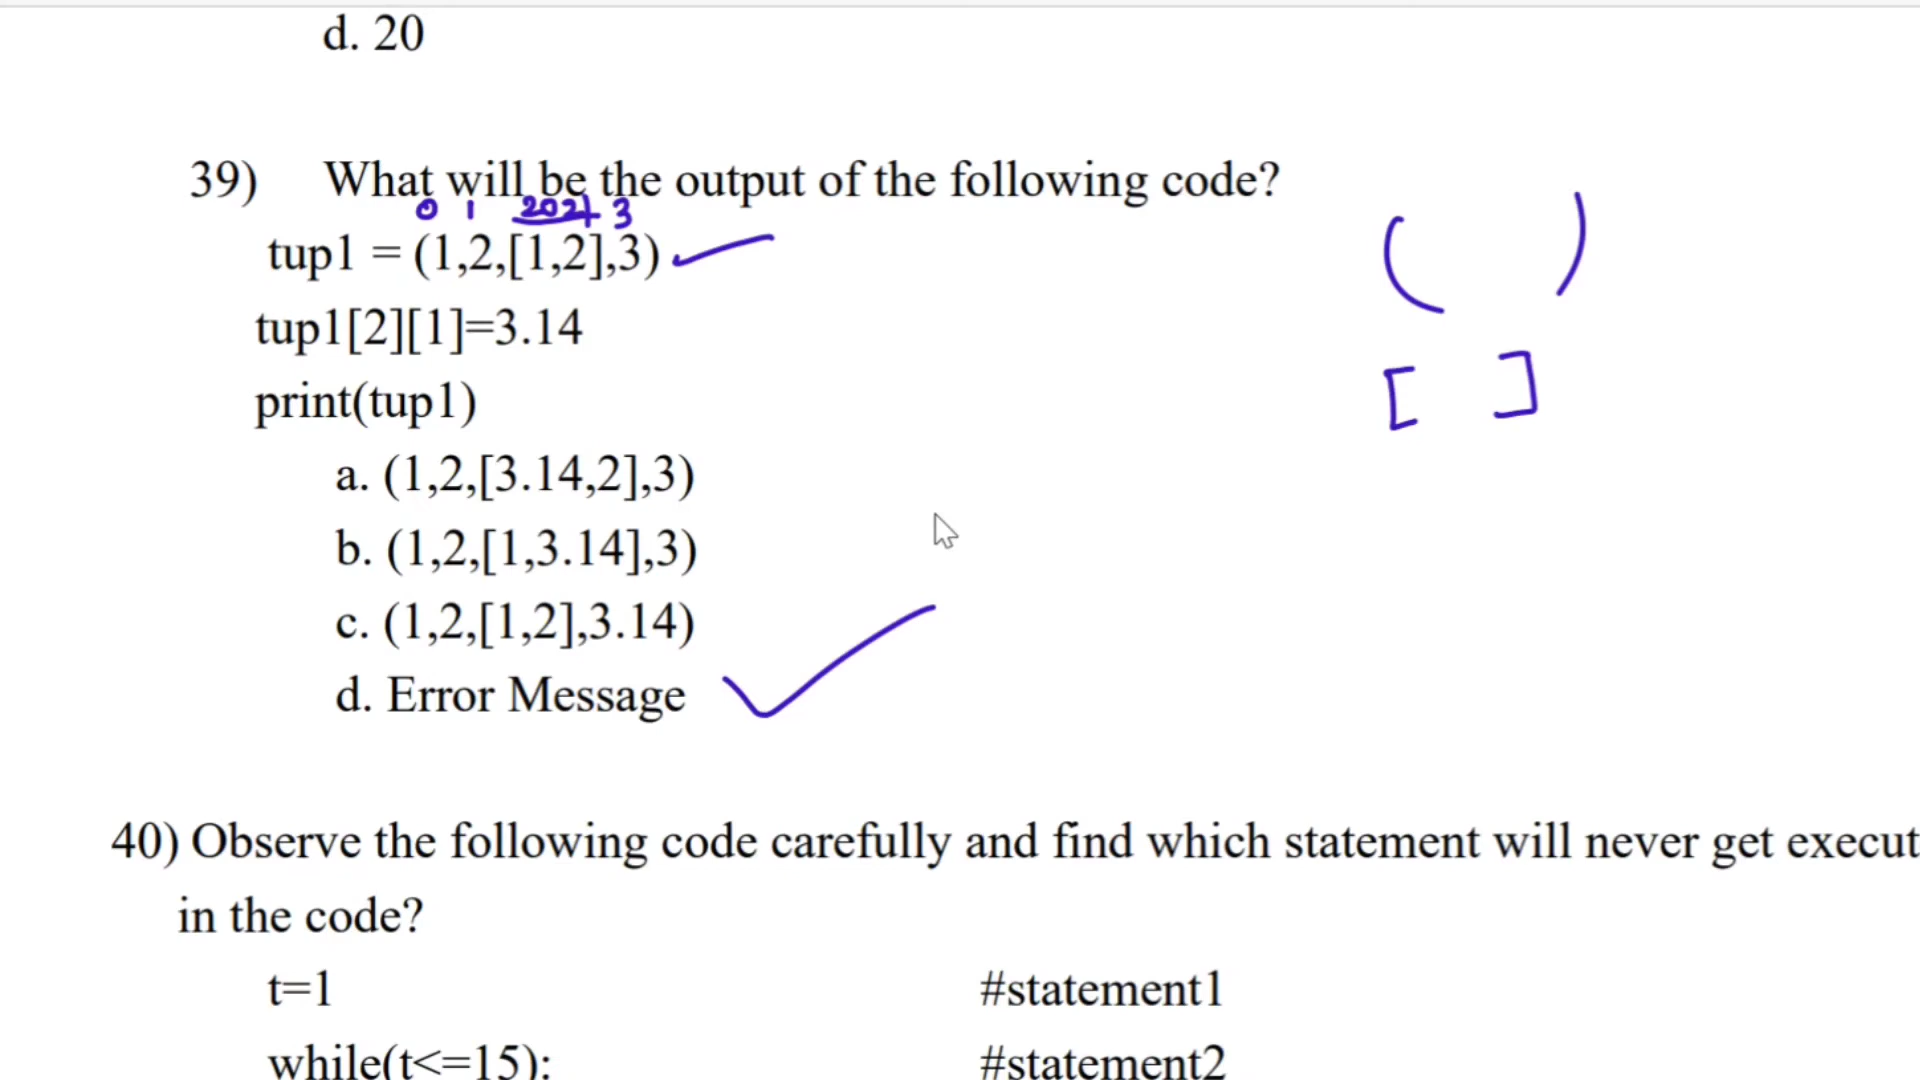 d. 20
39) What will be the output of the following code?
0 1 3
tup1 = (1,2,[1,2],3)
tup1[2][1]=3.14
print(tup1)
a. (1,2,[3.14,2],3)
b. (1,2,[1,3.14],3)
c. (1,2,[1,2],3.14)
d. Error Message
( )
[ ]
40) Observe the following code carefully and find which statement will never get execut
in the code?
t=1 #statement1
while(t<=15): #statement2